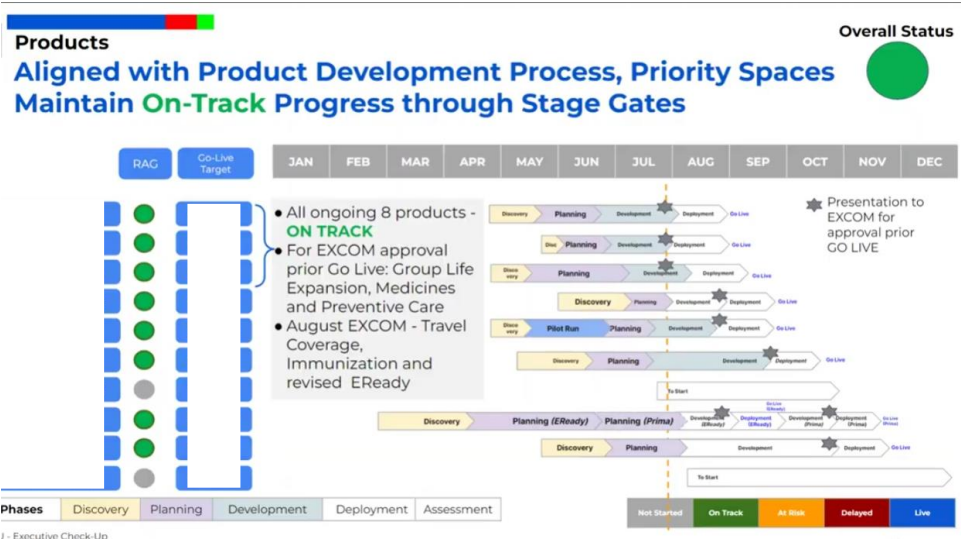 Products
Overall Status
Aligned with Product Development Process, Priority Spaces
Maintain On-Track Progress through Stage Gates
RAG
Go-Live
Target
JAN FEB MAR APR MAY JUN JUL AUG SEP OCT NOV DEC
● All ongoing 8 products -
ON TRACK
● For EXCOM approval
prior Go Live: Group Life
Expansion, Medicines
and Preventive Care
● August EXCOM - Travel
Coverage,
Immunization and
revised EReady
Presentation to
EXCOM for
approval prior
GO LIVE
Discovery Planning Development Deployment Go Live
Disc Planning Development Deployment Go Live
Disco
very
Planning Development Deployment Go Live
Discovery Planning Development Deployment Go Live
Disco
very
Pilot Run Planning Development Deployment Go Live
Discovery Planning Development Deployment Go Live
To Start
Go Live
(EReady)
Discovery Planning (EReady) Planning (Prima)
Development
(EReady)
Deployment
(EReady)
Development
(Prima)
Deployment
(Prima)
Go Live
(Prima)
Discovery Planning Development Deployment Go Live
To Start
Phases Discovery Planning Development Deployment Assessment
Not Started On Track At Risk Delayed Live
- Executive Check-Up